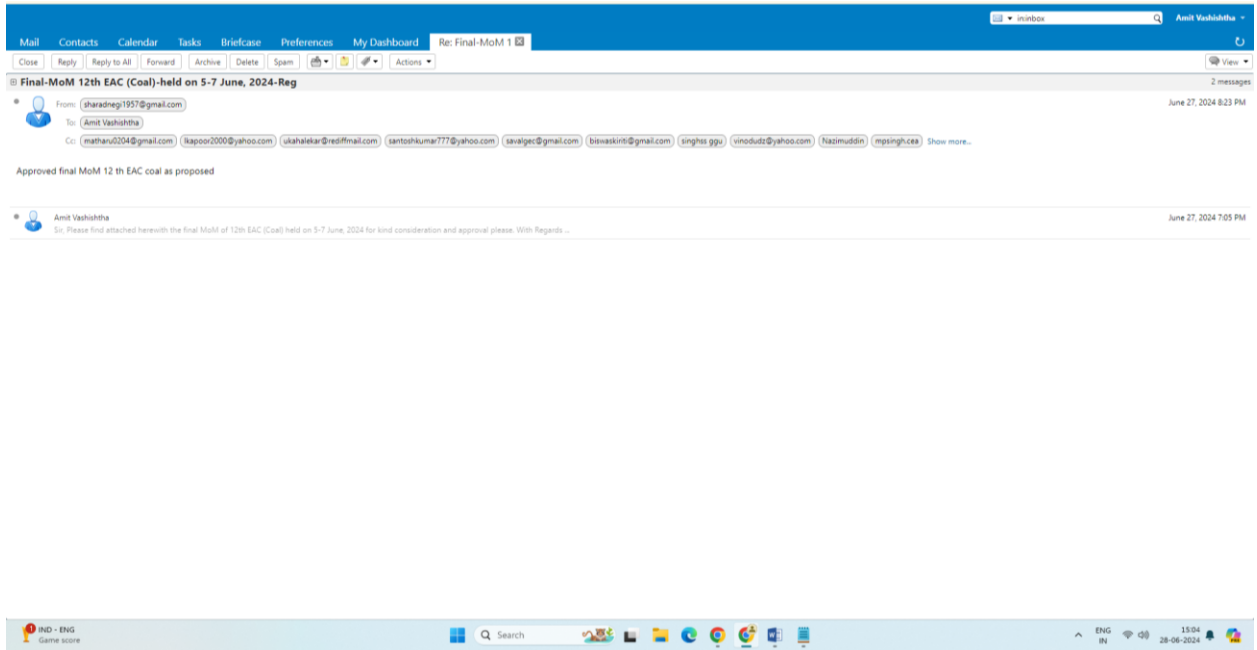 in:inbox
Amit Vashishtha
Mail Contacts Calendar Tasks Briefcase Preferences My Dashboard Re: Final-MoM 1
Close Reply Reply to All Forward Archive Delete Spam Actions View
Final-MoM 12th EAC (Coal)-held on 5-7 June, 2024-Reg 2 messages
From: sharadnegi1957@gmail.com June 27, 2024 8:23 PM
To: Amit Vashishtha
Cc: matharu0204@gmail.com lkapoor2000@yahoo.com ukahalekar@rediffmail.com santoshkumar777@yahoo.com savalgec@gmail.com biswaskiriti@gmail.com singhss ggu vinodudz@yahoo.com Nazimuddin mpsingh.cea Show more...
Approved final MoM 12 th EAC coal as proposed
Amit Vashishtha June 27, 2024 7:05 PM
Sir, Please find attached herewith the final MoM of 12th EAC (Coal) held on 5-7 June, 2024 for kind consideration and approval please. With Regards ...
1 IND - ENG
Game score
Search
ENG
IN
15:04
28-06-2024